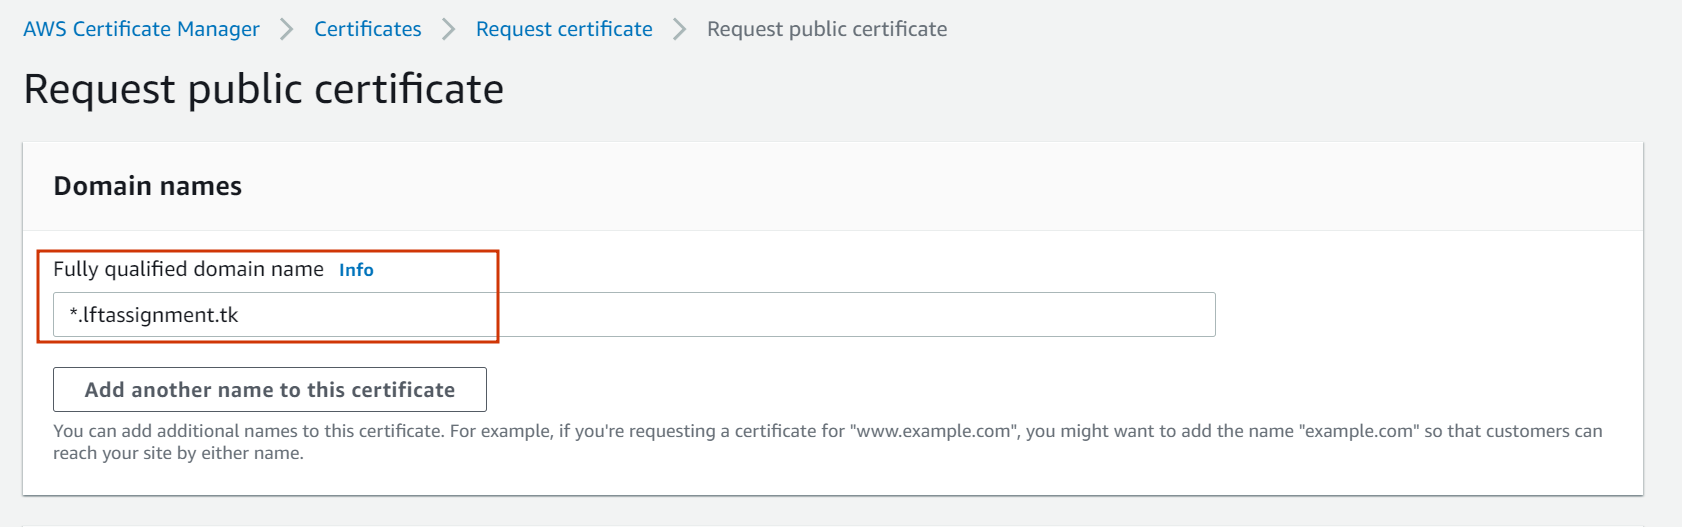 AWS Certificate Manager > Certificates > Request certificate > Request public certificate
Request public certificate
Domain names
Fully qualified domain name Info
*.lftassignment.tk
Add another name to this certificate
You can add additional names to this certificate. For example, if you're requesting a certificate for "www.example.com", you might want to add the name "example.com" so that customers can
reach your site by either name.